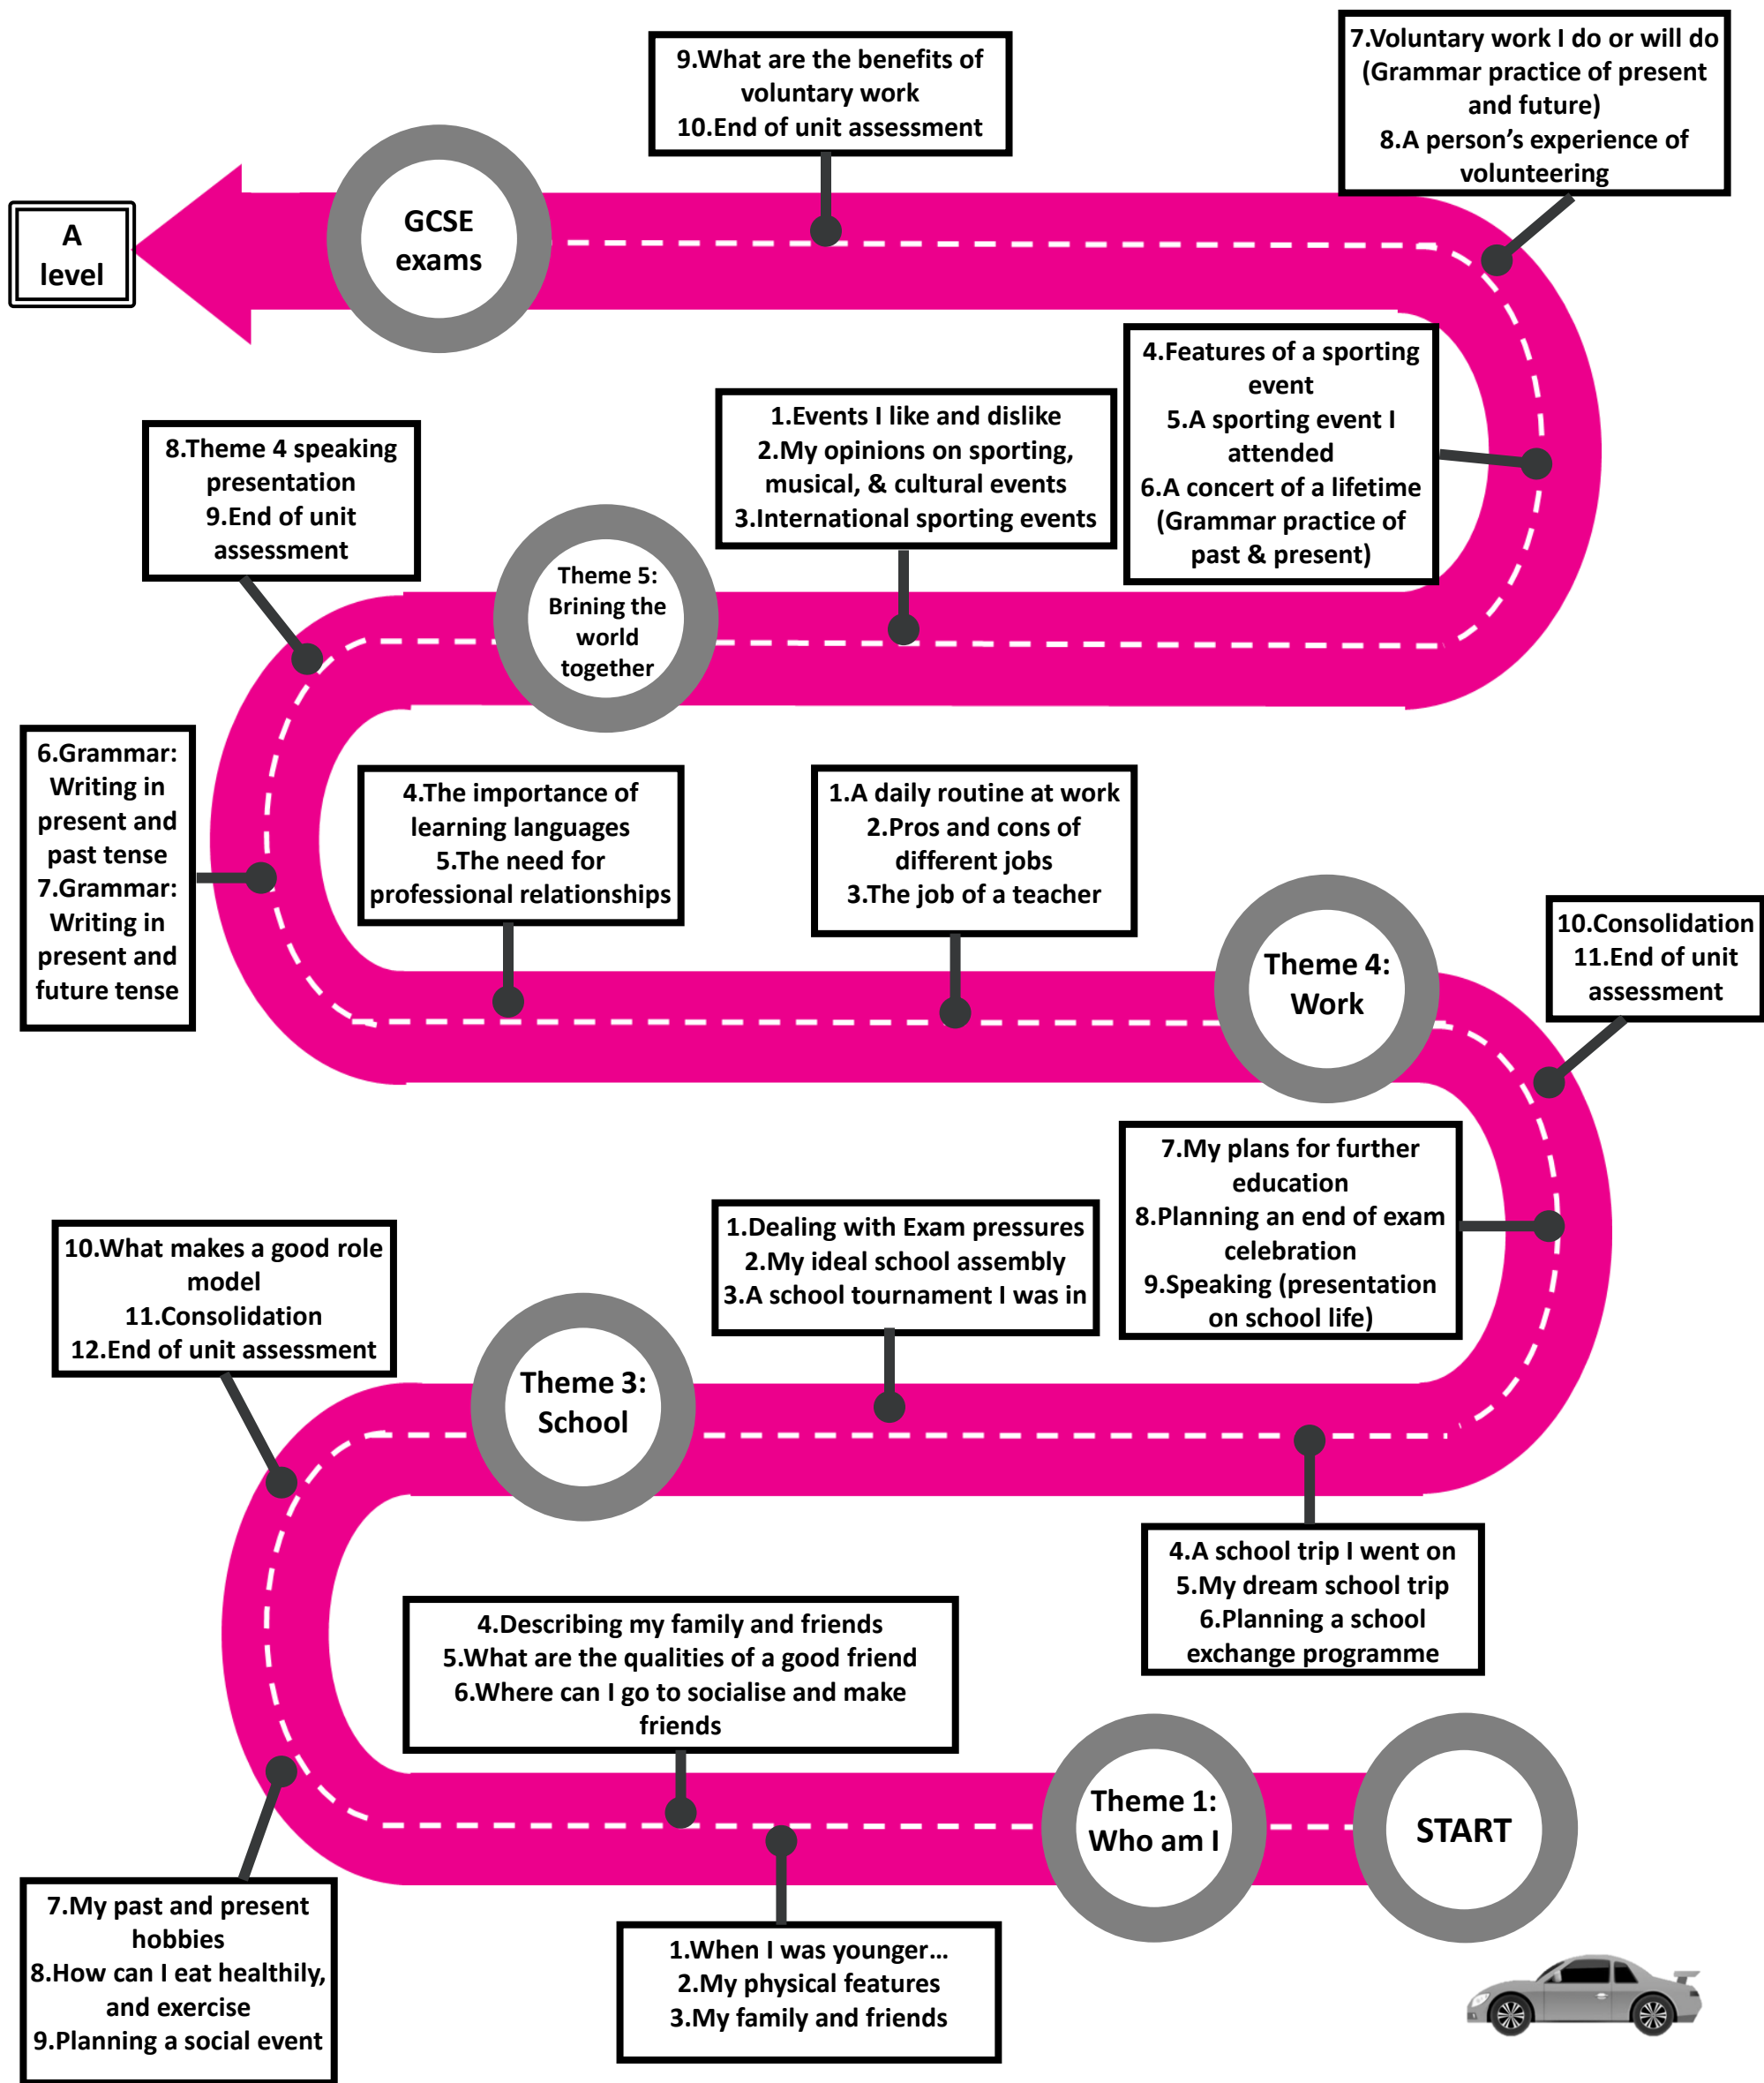 9.What are the benefits of
voluntary work
10.End of unit assessment
7.Voluntary work I do or will do
(Grammar practice of present
and future)
8.A person's experience of
volunteering
A
level
GCSE
exams
4.Features of a sporting
event
5.A sporting event I
attended
6.A concert of a lifetime
(Grammar practice of
past & present)
1.Events I like and dislike
2.My opinions on sporting,
musical, & cultural events
3.International sporting events
8.Theme 4 speaking
presentation
9.End of unit
assessment
Theme 5:
Brining the
world
together
6.Grammar:
Writing in
present and
past tense
7.Grammar:
Writing in
present and
future tense
4.The importance of
learning languages
5.The need for
professional relationships
1.A daily routine at work
2.Pros and cons of
different jobs
3.The job of a teacher
Theme 4:
Work
10.Consolidation
11.End of unit
assessment
7.My plans for further
education
8.Planning an end of exam
celebration
9.Speaking (presentation
on school life)
1.Dealing with Exam pressures
2.My ideal school assembly
3.A school tournament I was in
10.What makes a good role
model
11.Consolidation
12.End of unit assessment
Theme 3:
School
4.A school trip I went on
5.My dream school trip
6.Planning a school
exchange programme
4.Describing my family and friends
5.What are the qualities of a good friend
6.Where can I go to socialise and make
friends
Theme 1:
Who am I
START
7.My past and present
hobbies
8.How can I eat healthily,
and exercise
9.Planning a social event
1.When I was younger…
2.My physical features
3.My family and friends